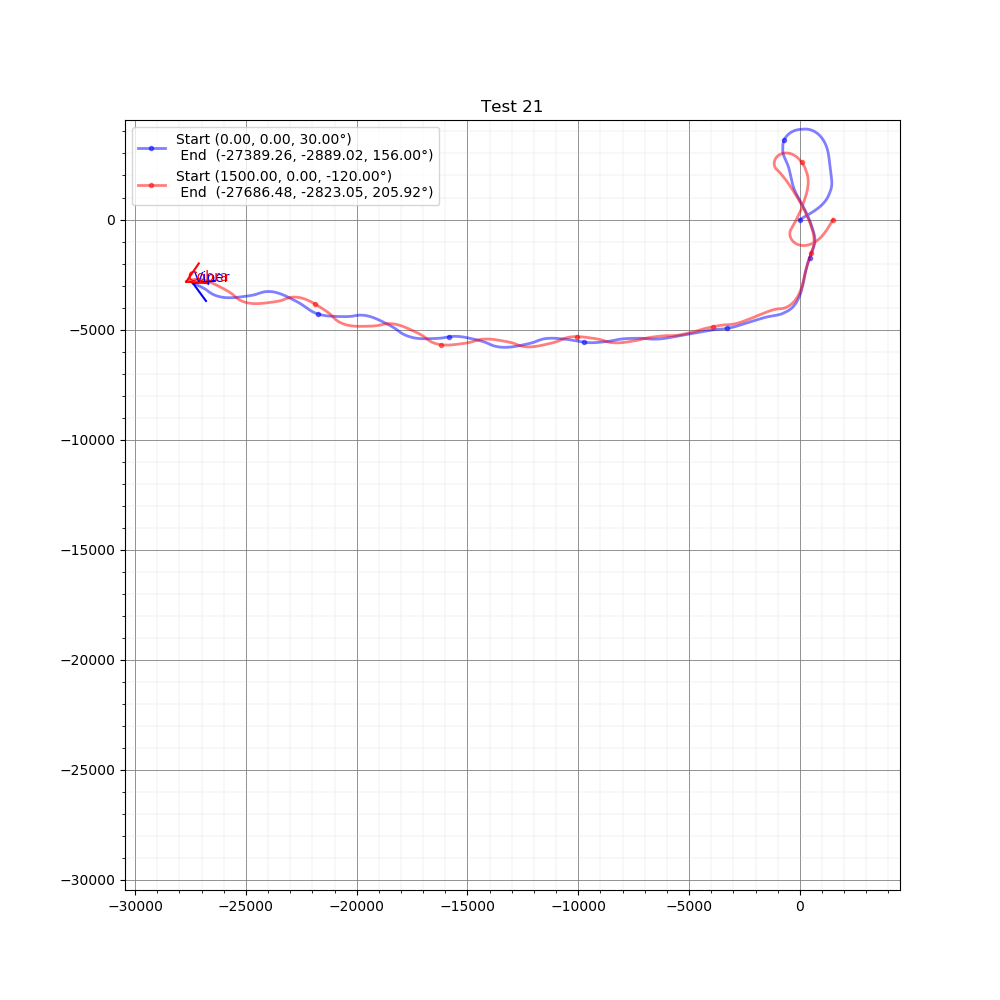 Test 21
Start (0.00, 0.00, 30.00°)
End  (-27389.26, -2889.02, 156.00°)
Start (1500.00, 0.00, -120.00°)
End  (-27686.48, -2823.05, 205.92°)
0
−5000
−10000
−15000
−20000
−25000
−30000
−30000 −25000 −20000 −15000 −10000 −5000 0